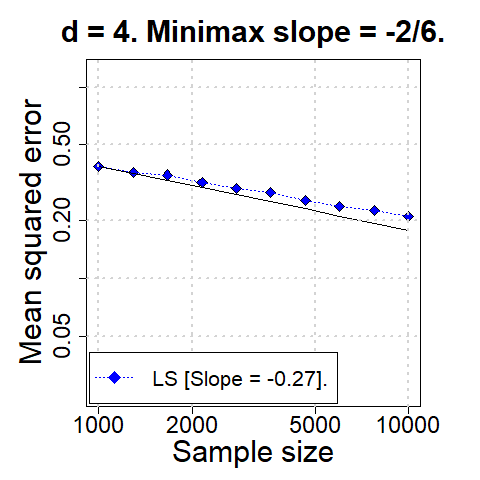 d = 4. Minimax slope = -2/6.
Mean squared error
0.50
0.20
0.05
LS [Slope = -0.27].
1000
2000
5000
10000
Sample size